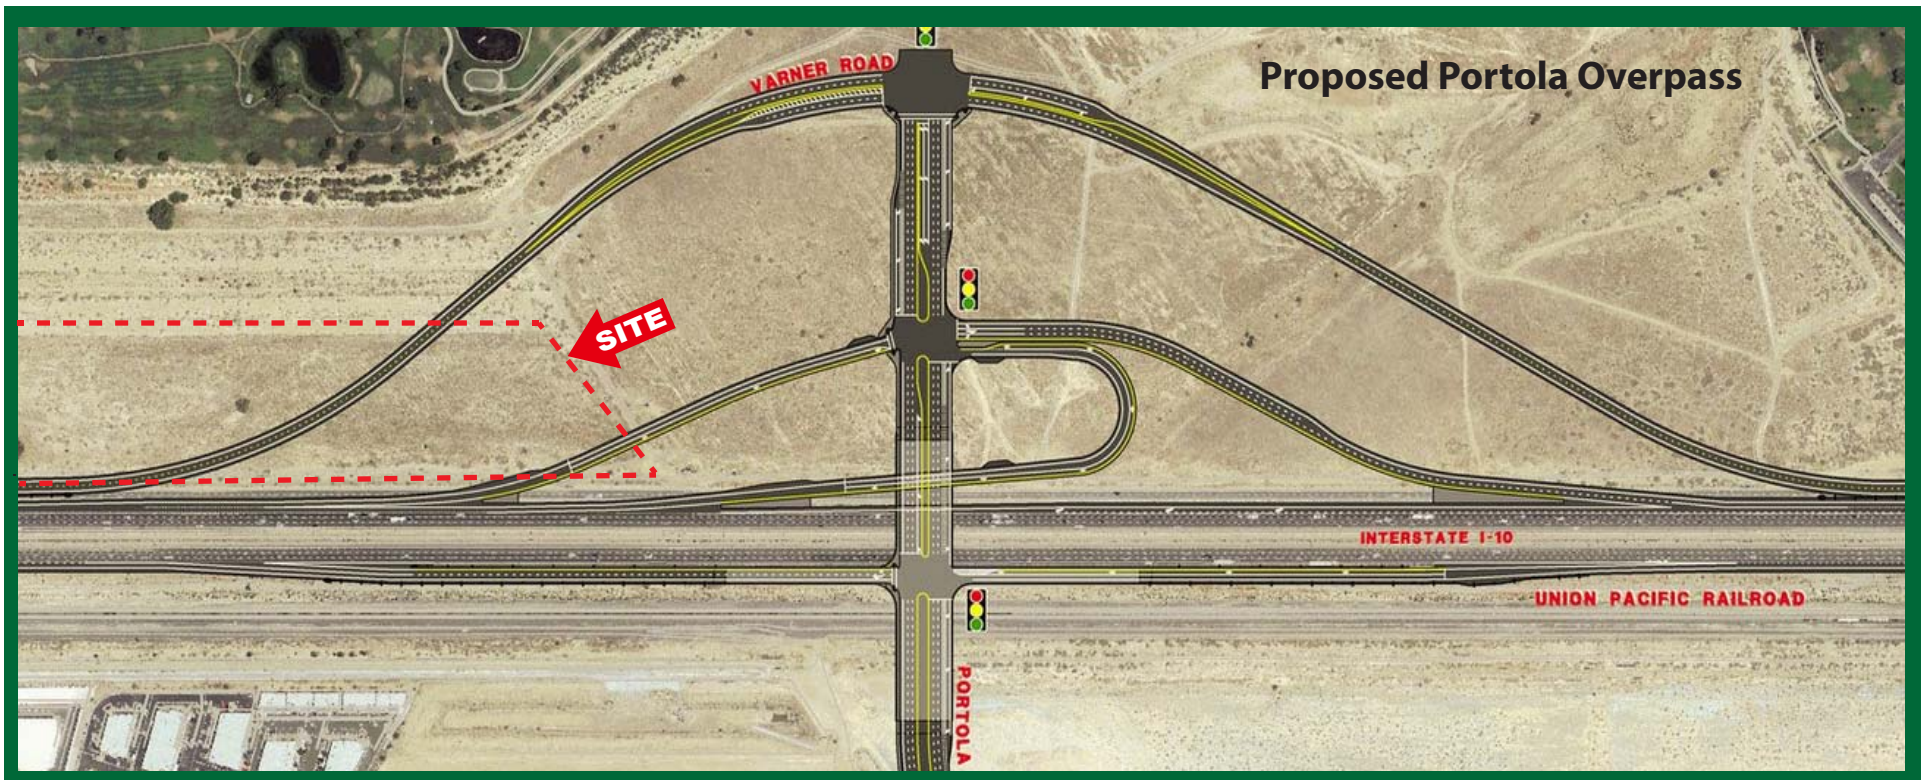 VARNER ROAD
Proposed Portola Overpass
SITE
INTERSTATE I-10
UNION PACIFIC RAILROAD
PORTOLA